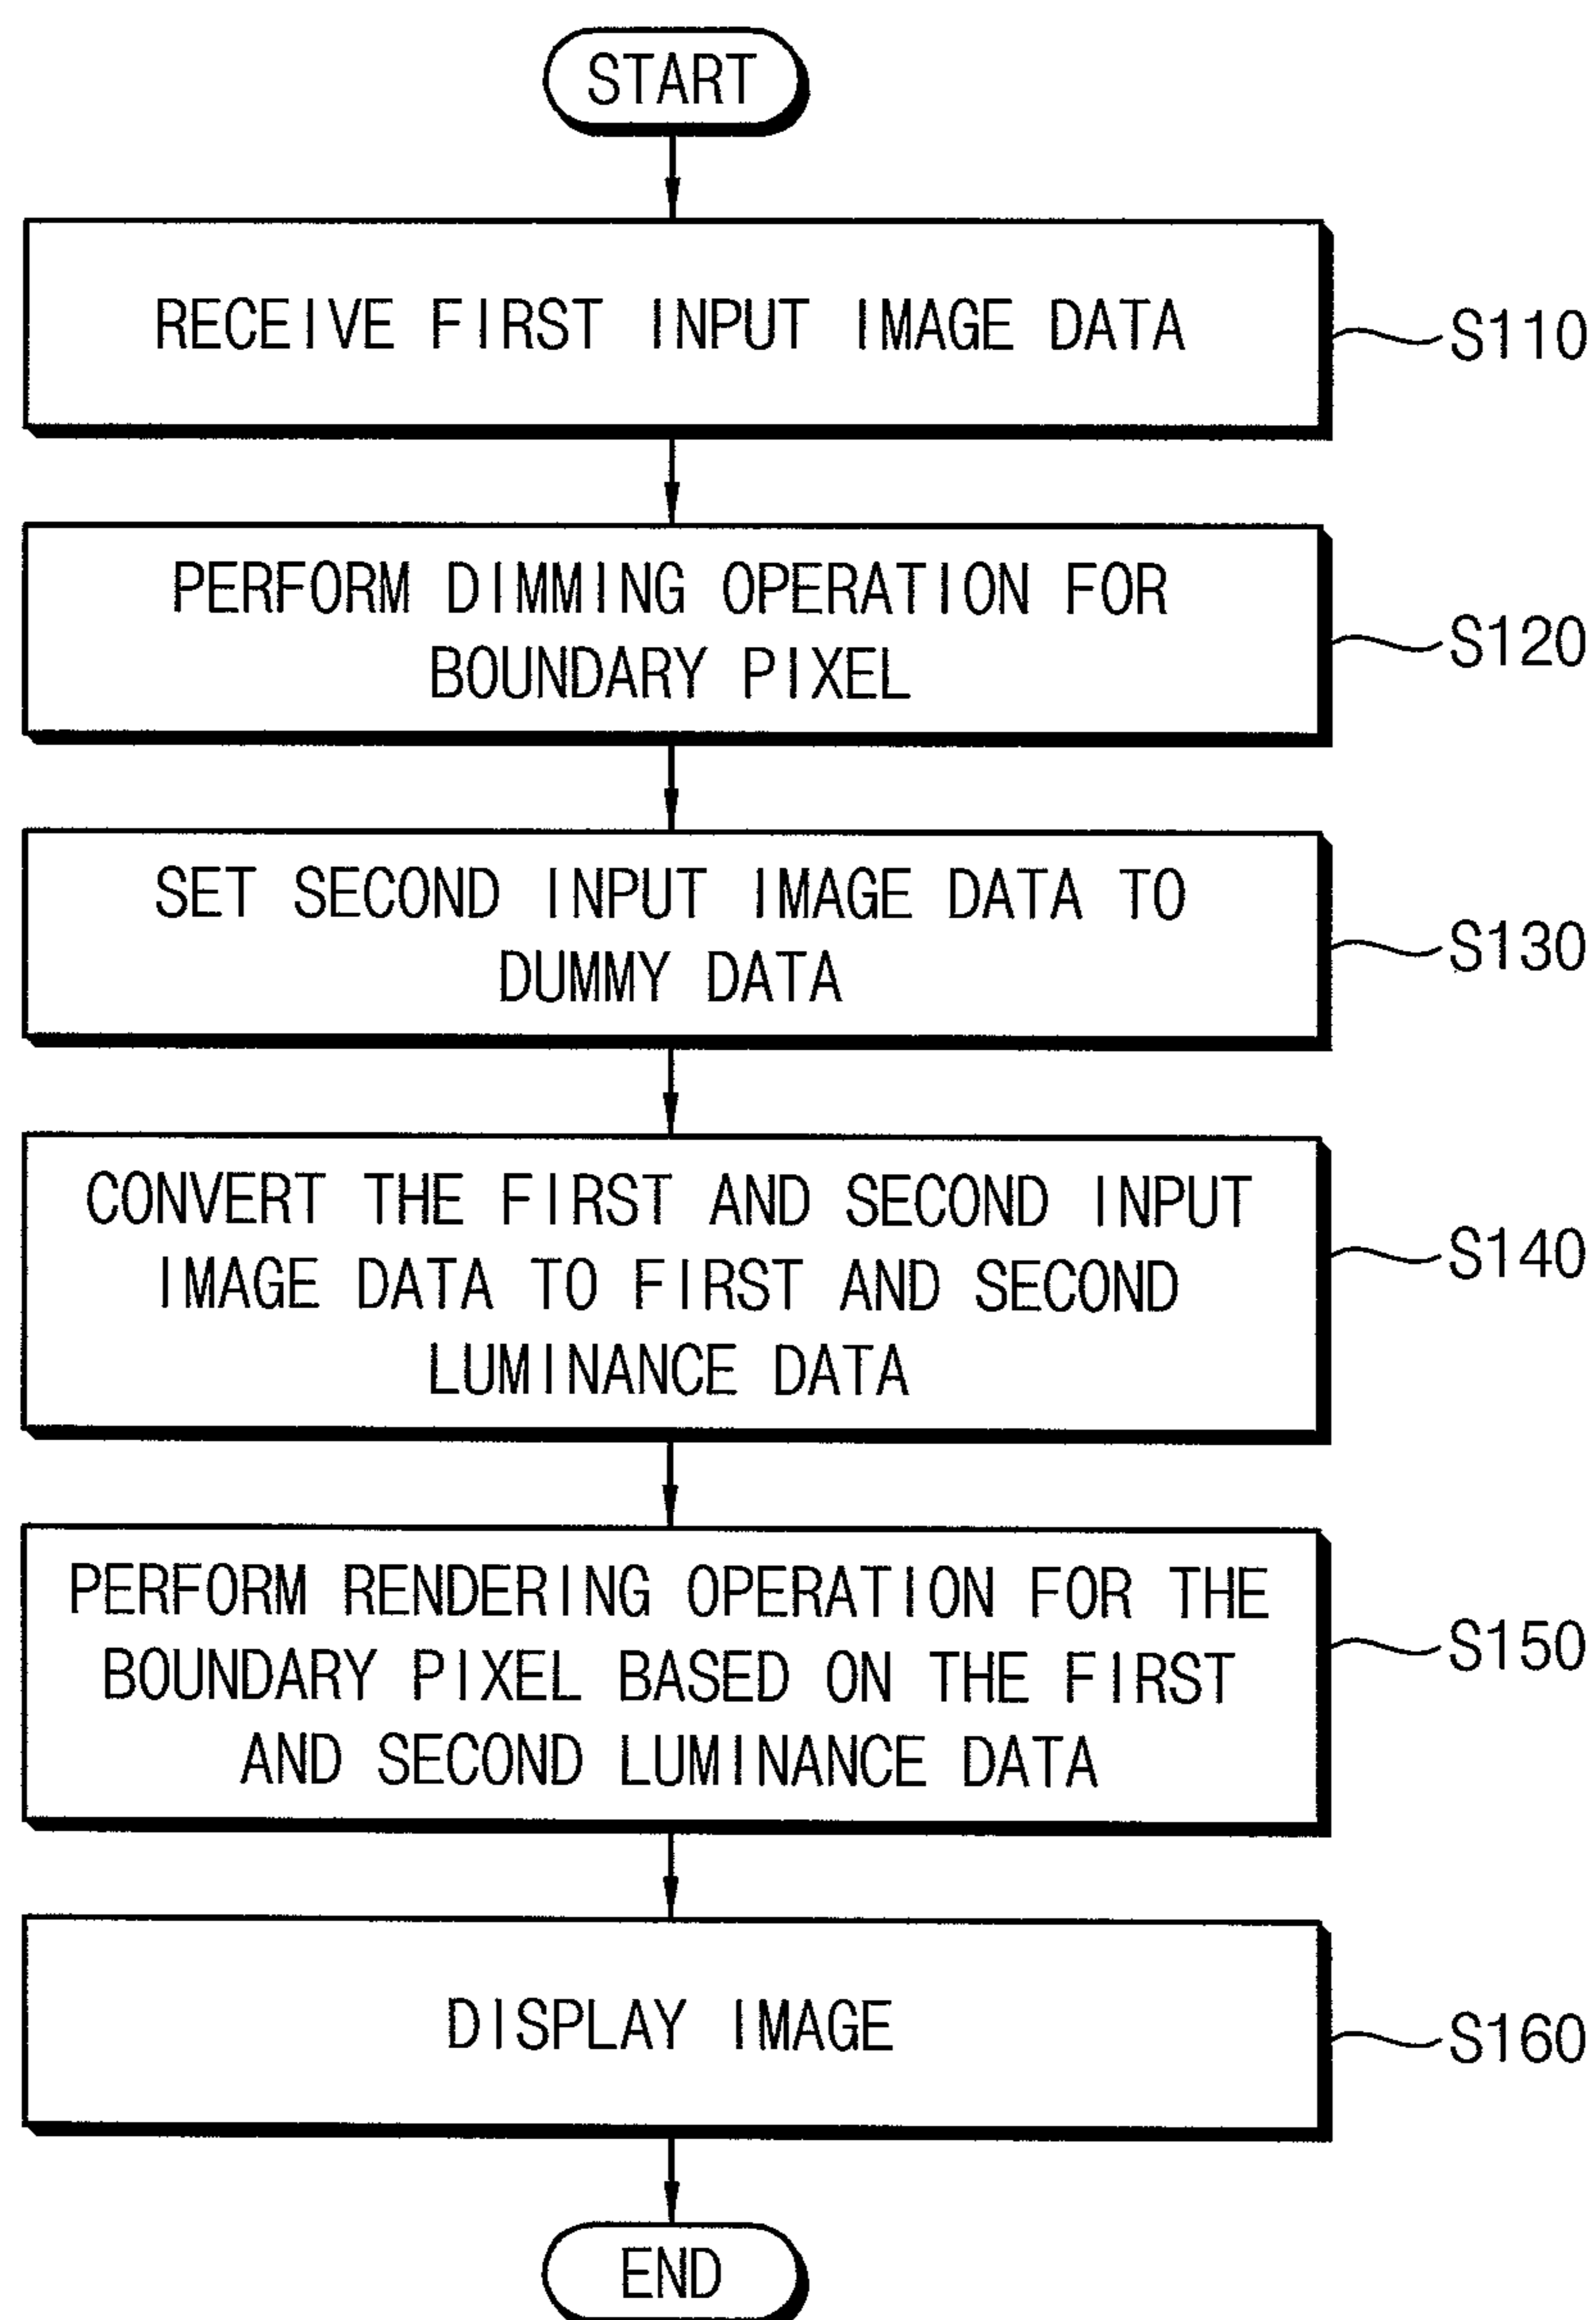 START
RECEIVE FIRST INPUT IMAGE DATA
S110
PERFORM DIMMING OPERATION FOR
BOUNDARY PIXEL
S120
SET SECOND INPUT IMAGE DATA TO
DUMMY DATA
S130
CONVERT THE FIRST AND SECOND INPUT
IMAGE DATA TO FIRST AND SECOND
LUMINANCE DATA
S140
PERFORM RENDERING OPERATION FOR THE
BOUNDARY PIXEL BASED ON THE FIRST
AND SECOND LUMINANCE DATA
S150
DISPLAY IMAGE
S160
END